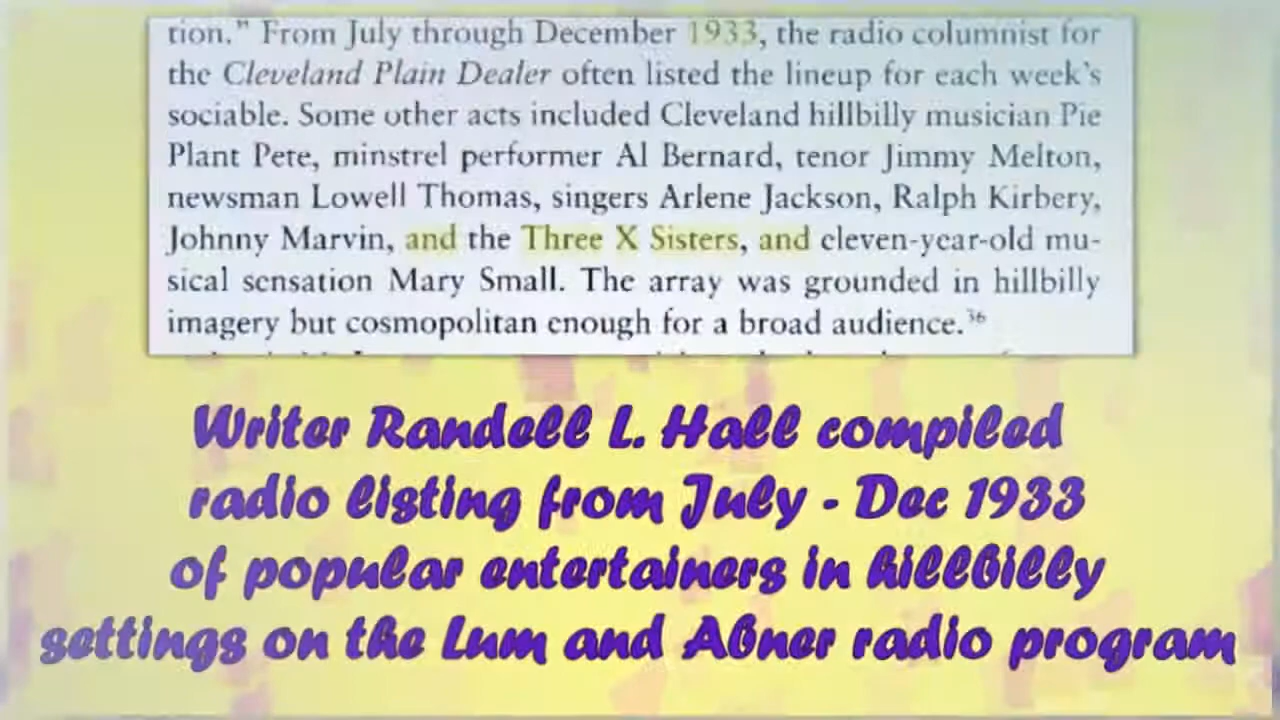 tion." From July through December 1933, the radio columnist for
the Cleveland Plain Dealer often listed the lineup for each week's
sociable. Some other acts included Cleveland hillbilly musician Pie
Plant Pete, minstrel performer Al Bernard, tenor Jimmy Melton,
newsman Lowell Thomas, singers Arlene Jackson, Ralph Kirbery,
Johnny Marvin, and the Three X Sisters, and eleven-year-old mu-
sical sensation Mary Small. The array was grounded in hillbilly
imagery but cosmopolitan enough for a broad audience.36
Writer Randell L. Hall compiled
radio listing from July - Dec 1933
of popular entertainers in hillbilly
settings on the Lum and Abner radio program